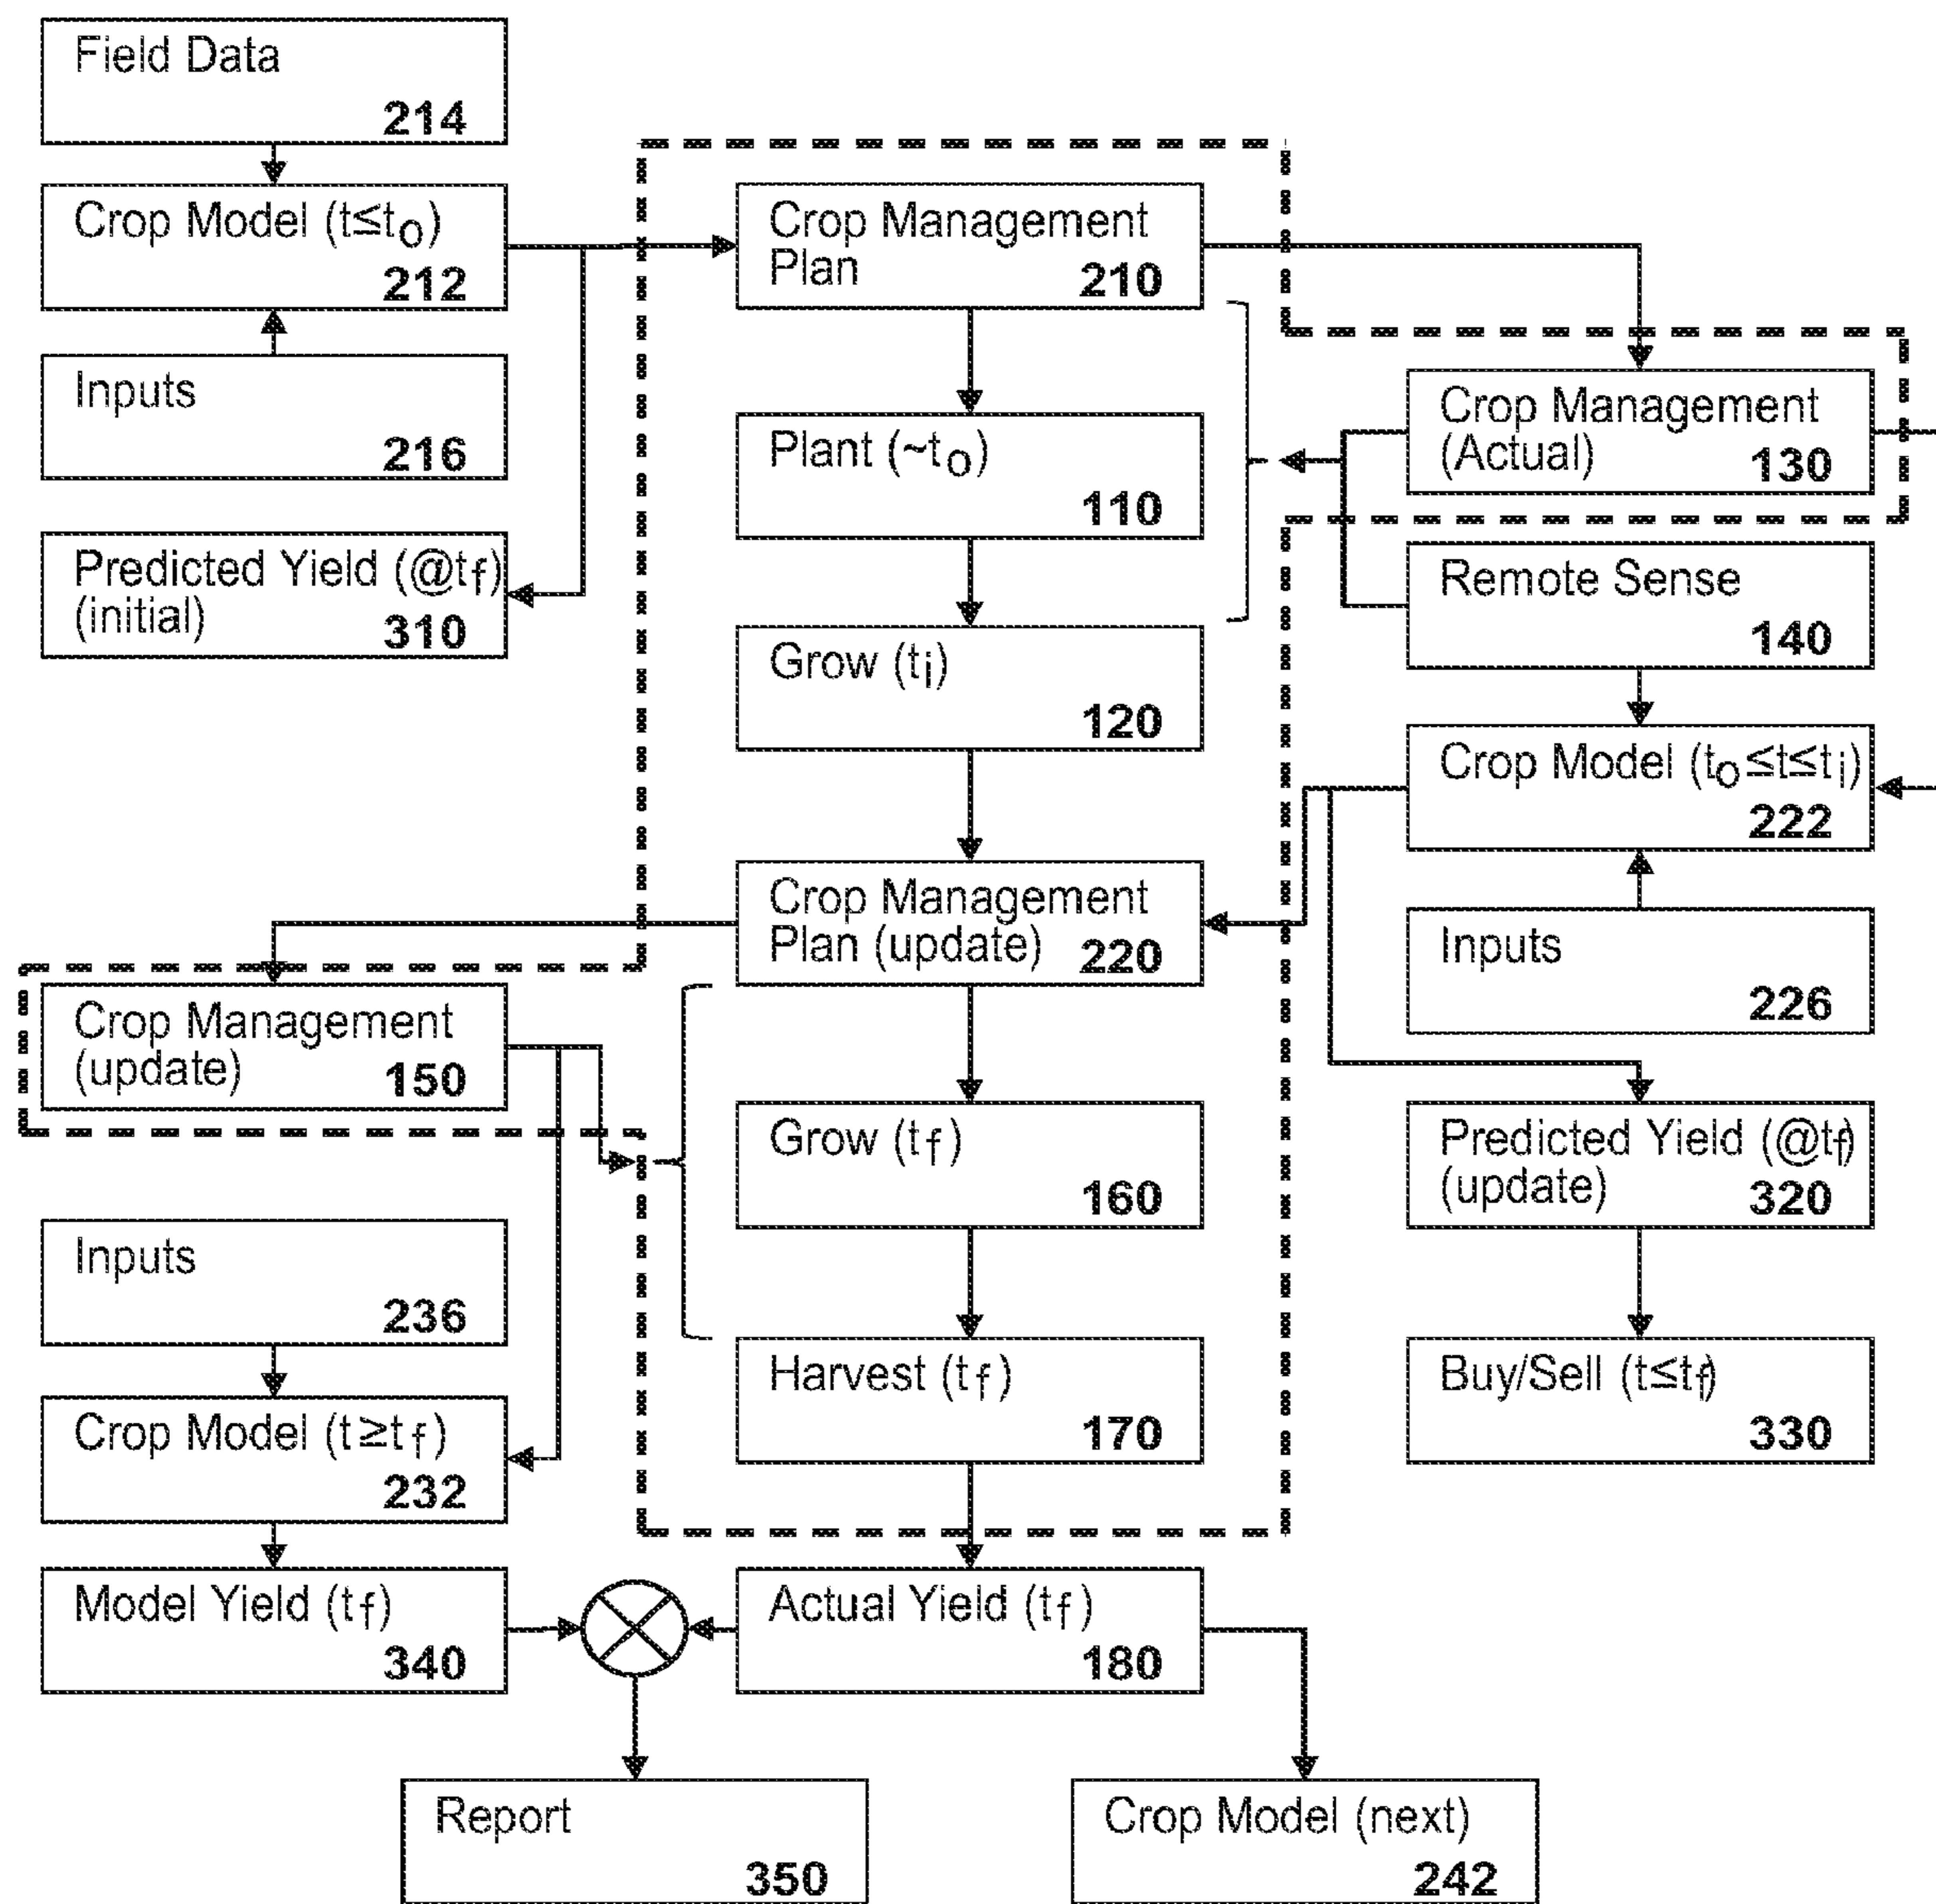 Field Data
214
Crop Model (t≤to)
212
Inputs
216
Predicted Yield (@tf)
(initial)
310
Crop Management
Plan
210
Plant (~to)
110
Grow (ti)
120
Crop Management
(Actual)
130
Remote Sense
140
Crop Model (to≤t≤ti)
222
Inputs
226
Crop Management
Plan (update)
220
Crop Management
(update)
150
Grow (tf)
160
Predicted Yield (@tf)
(update)
320
Inputs
236
Harvest (tf)
170
Buy/Sell (t≤tf)
330
Crop Model (t≥tf)
232
Model Yield (tf)
340
Actual Yield (tf)
180
Report
350
Crop Model (next)
242